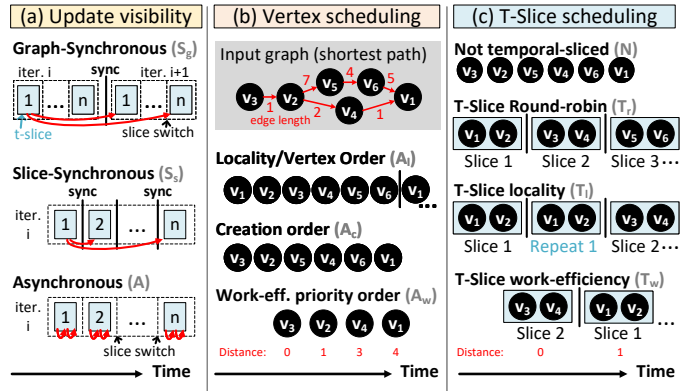 (a) Update visibility
Graph-Synchronous (Sg)
iter. i sync iter. i+1
1 ... n 1 ... n
t-slice
slice switch
Slice-Synchronous (Ss)
sync sync
iter. i
1 2 ... n
Asynchronous (A)
iter. i
1 2 ... n
slice switch
Time
(b) Vertex scheduling
Input graph (shortest path)
7 4 5
v5 v6
v3 v2 v1
1 2 1
v4
edge length
Locality/Vertex Order (Al)
v1 v2 v3 v4 v5 v6 v1 ...
Creation order (Ac)
v3 v2 v5 v4 v6 v1
Work-eff. priority order (Aw)
v3 v2 v4 v1
Distance: 0 1 3 4
Time
(c) T-Slice scheduling
Not temporal-sliced (N)
v3 v2 v5 v4 v6 v1
T-Slice Round-robin (Tr)
v1 v2 v3 v4 v5 v6
Slice 1 Slice 2 Slice 3...
T-Slice locality (Tl)
v1 v2 v1 v2 v3 v4
Slice 1 Repeat 1 Slice 2...
T-Slice work-efficiency (Tw)
v3 v4 v1 v2
Slice 2 Slice 1 ...
Distance: 0 1
Time